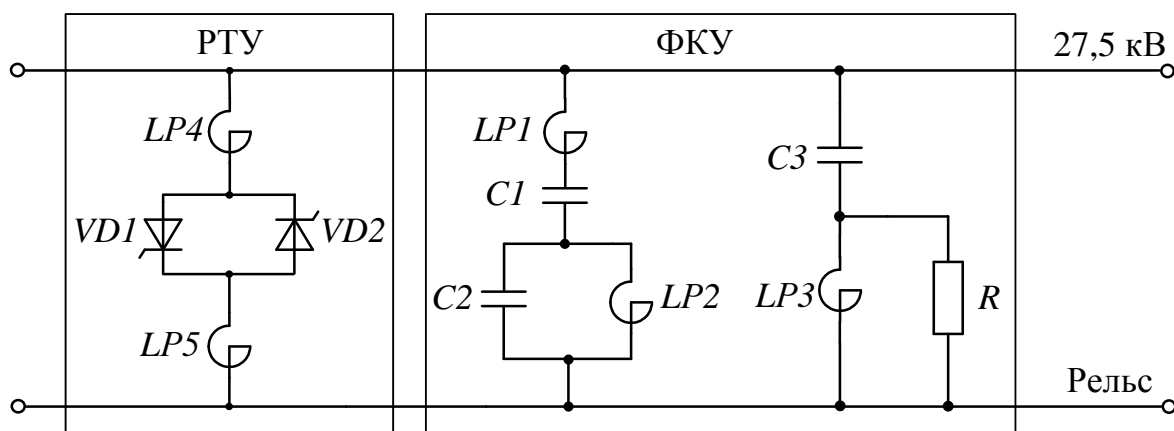 РТУ
ФКУ
27,5 кВ
LP4
LP1
C3
C1
VD1
VD2
C2
LP2
LP3
R
LP5
Рельс